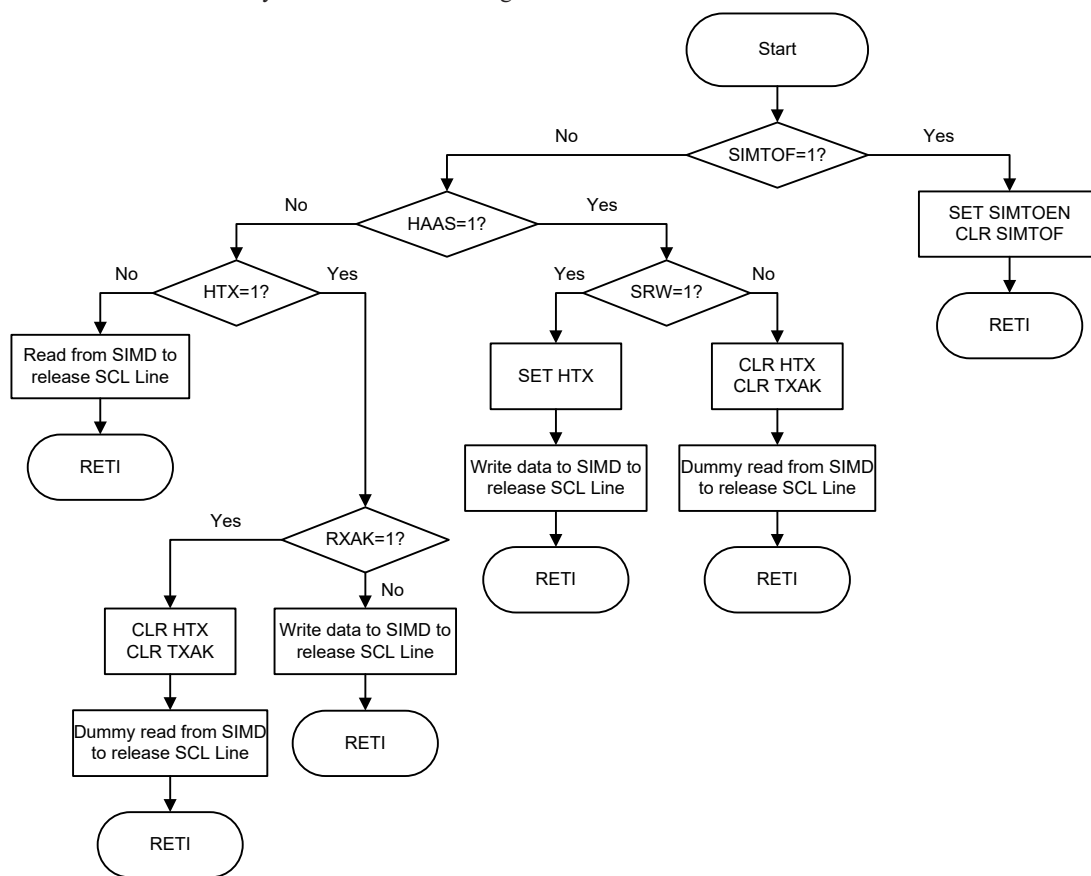 Start
SIMTOF=1?
No
Yes
SET SIMTOEN
CLR SIMTOF
RETI
HAAS=1?
No
Yes
HTX=1?
No
Yes
SRW=1?
Yes
No
Read from SIMD to
release SCL Line
RETI
SET HTX
Write data to SIMD to
release SCL Line
RETI
CLR HTX
CLR TXAK
Dummy read from SIMD
to release SCL Line
RETI
RXAK=1?
Yes
No
CLR HTX
CLR TXAK
Dummy read from SIMD
to release SCL Line
RETI
Write data to SIMD to
release SCL Line
RETI